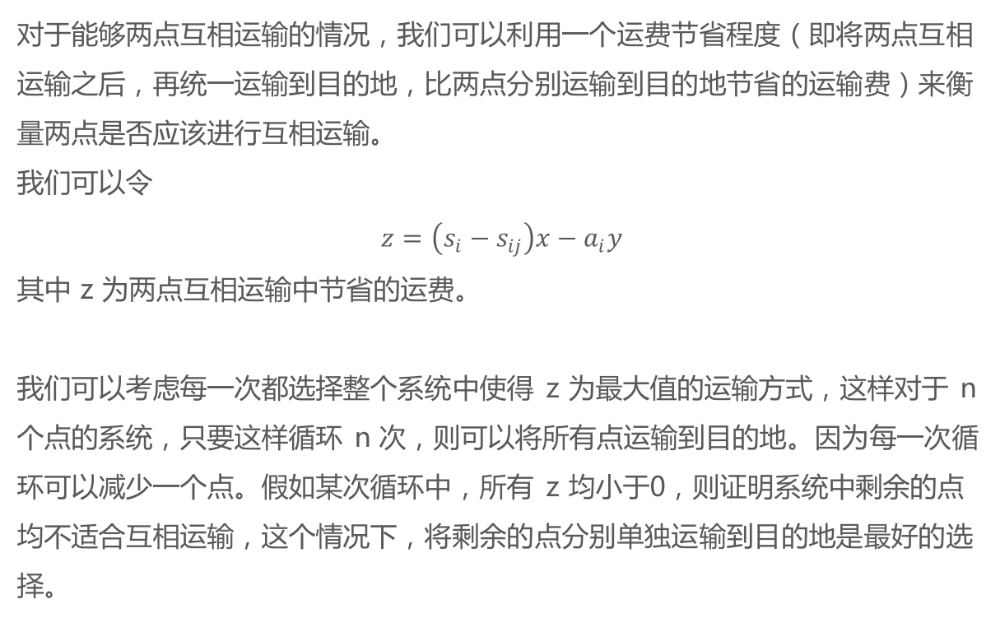 对于能够两点互相运输的情况，我们可以利用一个运费节省程度（即将两点互相
运输之后，再统一运输到目的地，比两点分别运输到目的地节省的运输费）来衡
量两点是否应该进行互相运输。
我们可以令
z = (s_i − s_{ij})x − a_i y
其中 z 为两点互相运输中节省的运费。
我们可以考虑每一次都选择整个系统中使得 z 为最大值的运输方式，这样对于 n
个点的系统，只要这样循环 n 次，则可以将所有点运输到目的地。因为每一次循
环可以减少一个点。假如某次循环中，所有 z 均小于0，则证明系统中剩余的点
均不适合互相运输，这个情况下，将剩余的点分别单独运输到目的地是最好的选
择。